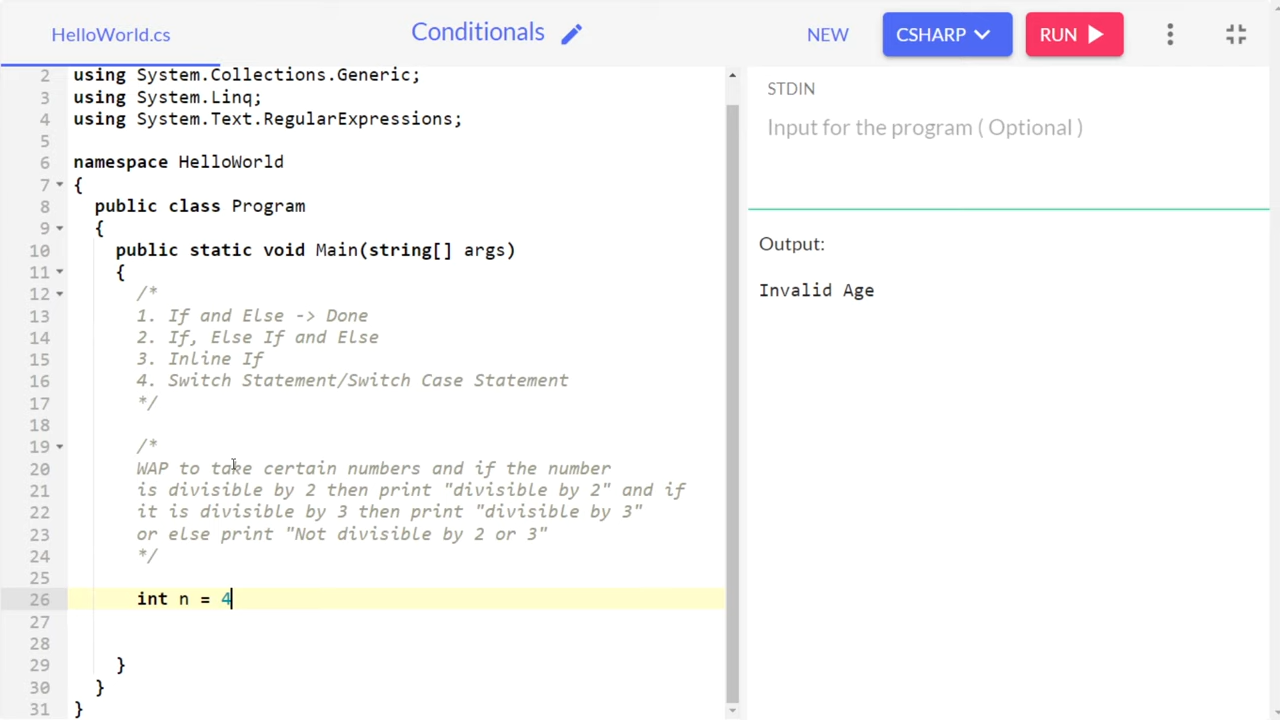 HelloWorld.cs
Conditionals
NEW
CSHARP
RUN
2 using System.Collections.Generic;
3 using System.Linq;
4 using System.Text.RegularExpressions;
5
6 namespace HelloWorld
7 {
8 public class Program
9 {
10 public static void Main(string[] args)
11 {
12 /*
13 1. If and Else -> Done
14 2. If, Else If and Else
15 3. Inline If
16 4. Switch Statement/Switch Case Statement
17 */
18
19 /*
20 WAP to take certain numbers and if the number
21 is divisible by 2 then print "divisible by 2" and if
22 it is divisible by 3 then print "divisible by 3"
23 or else print "Not divisible by 2 or 3"
24 */
25
26 int n = 4
27
28
29 }
30 }
31 }
STDIN
Input for the program ( Optional )
Output:
Invalid Age